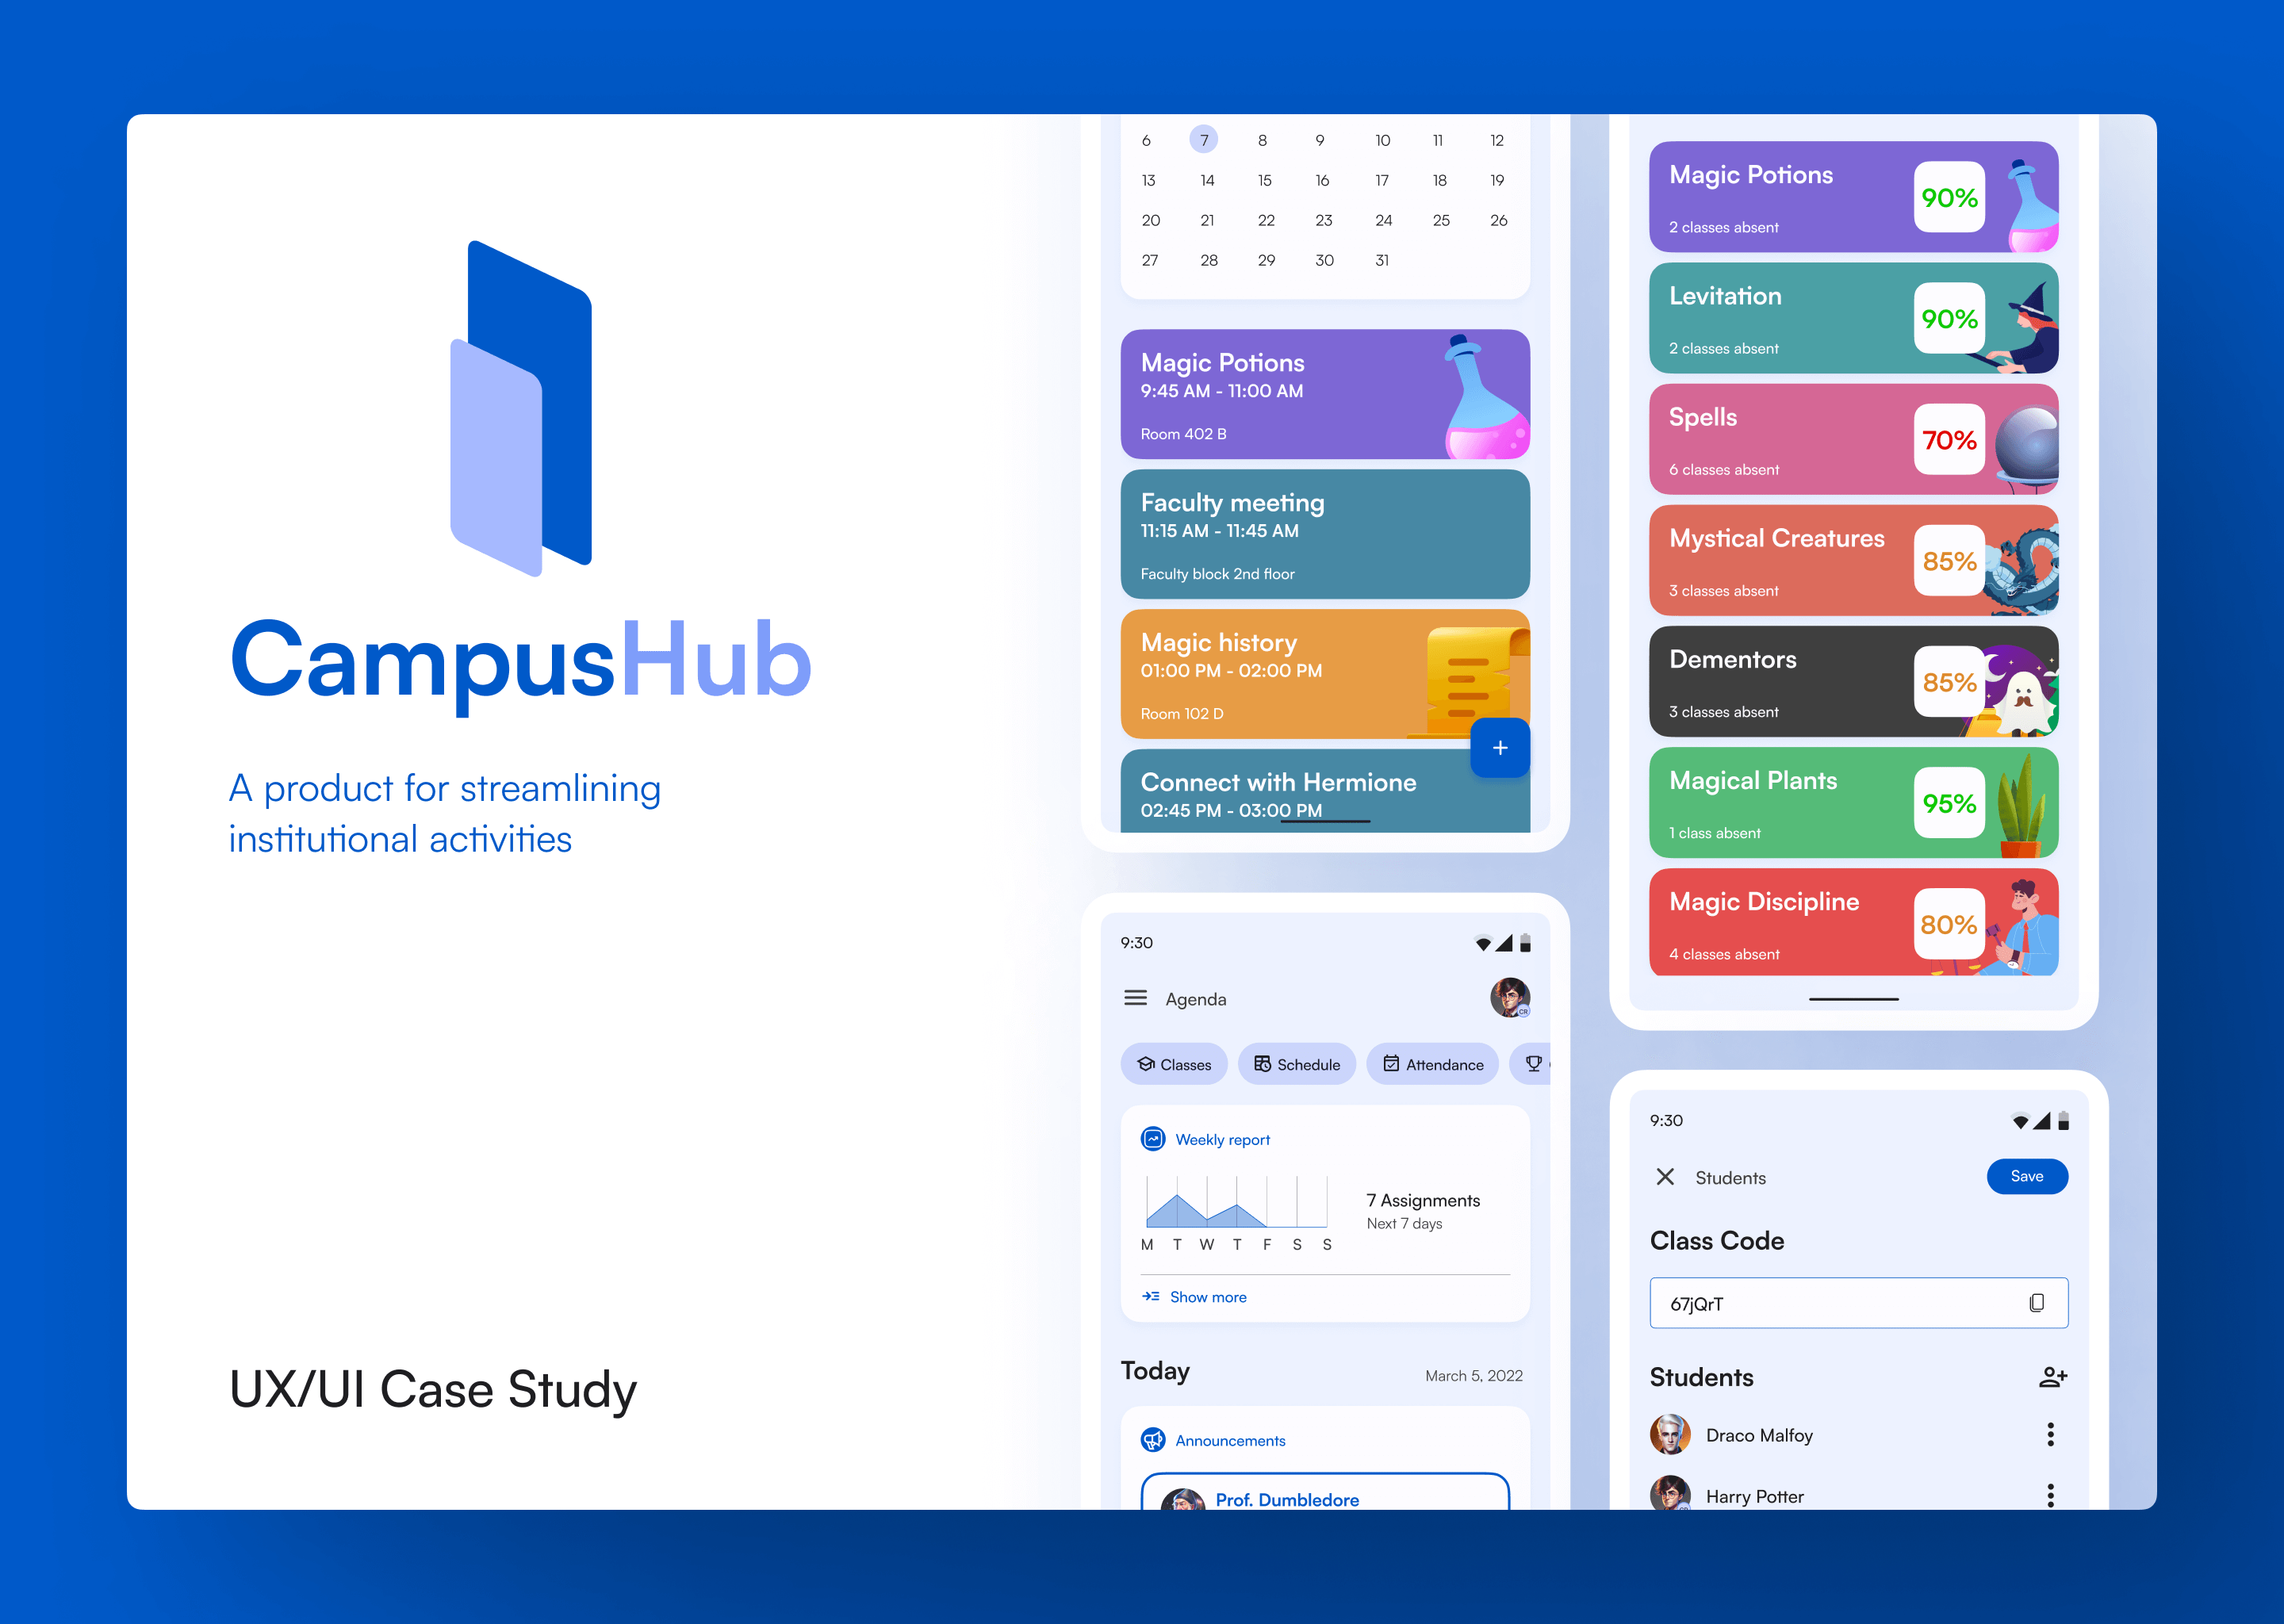 CampusHub
A product for streamlining
institutional activities
UX/UI Case Study
6 7 8 9 10 11 12
13 14 15 16 17 18 19
20 21 22 23 24 25 26
27 28 29 30 31
Magic Potions
9:45 AM - 11:00 AM
Room 402 B
Faculty meeting
11:15 AM - 11:45 AM
Faculty block 2nd floor
Magic history
01:00 PM - 02:00 PM
Room 102 D
+
Connect with Hermione
02:45 PM - 03:00 PM
9:30
Agenda
CR
Classes
Schedule
Attendance
Weekly report
M T W T F S S
7 Assignments
Next 7 days
Show more
Today
March 5, 2022
Announcements
Prof. Dumbledore
Magic Potions
90%
2 classes absent
Levitation
90%
2 classes absent
Spells
70%
6 classes absent
Mystical Creatures
85%
3 classes absent
Dementors
85%
3 classes absent
Magical Plants
95%
1 class absent
Magic Discipline
80%
4 classes absent
9:30
Students
Save
Class Code
67jQrT
Students
Draco Malfoy
Harry Potter